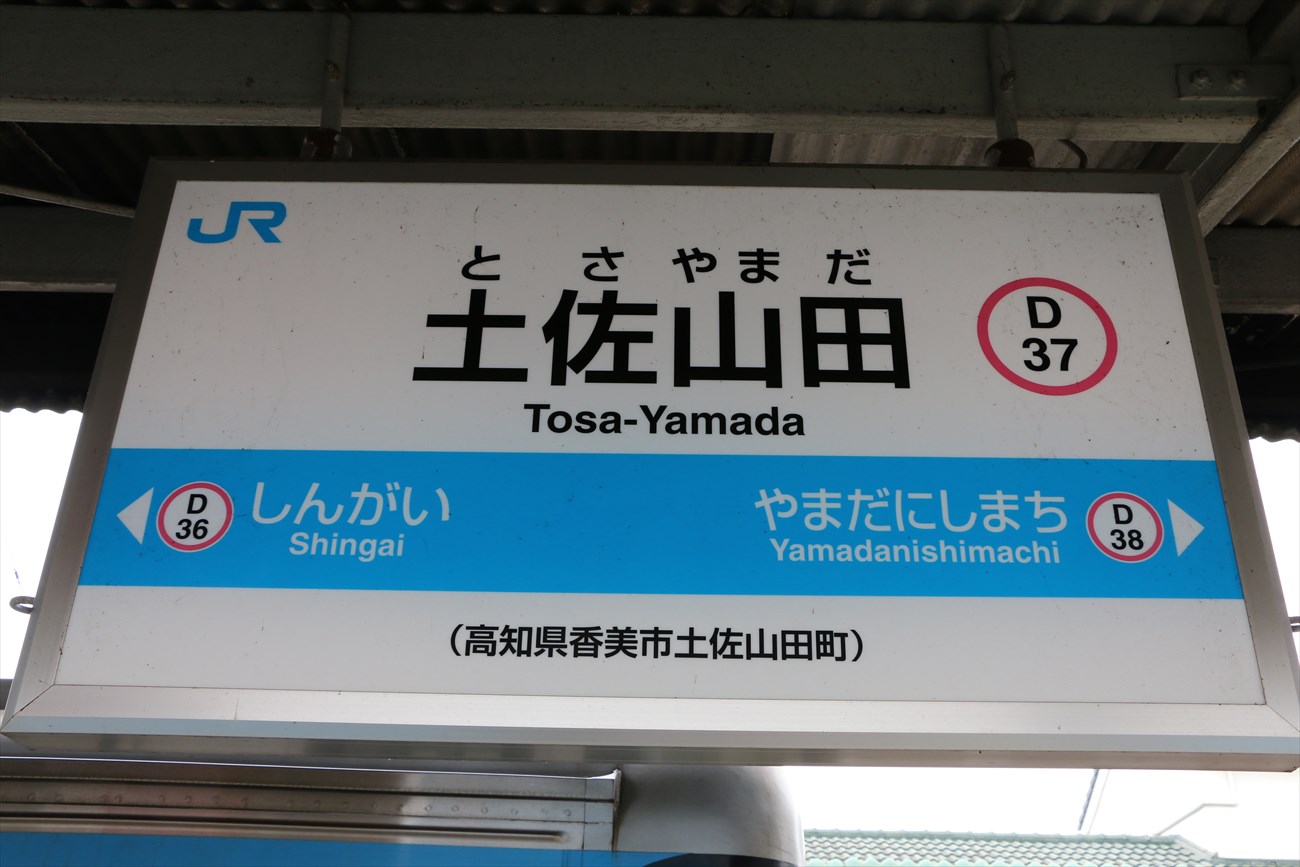 JR
とさやまだ
土佐山田
D
37
Tosa-Yamada
D
36
しんがい
Shingai
やまだにしまち
Yamadanishimachi
D
38
（高知県香美市土佐山田町）